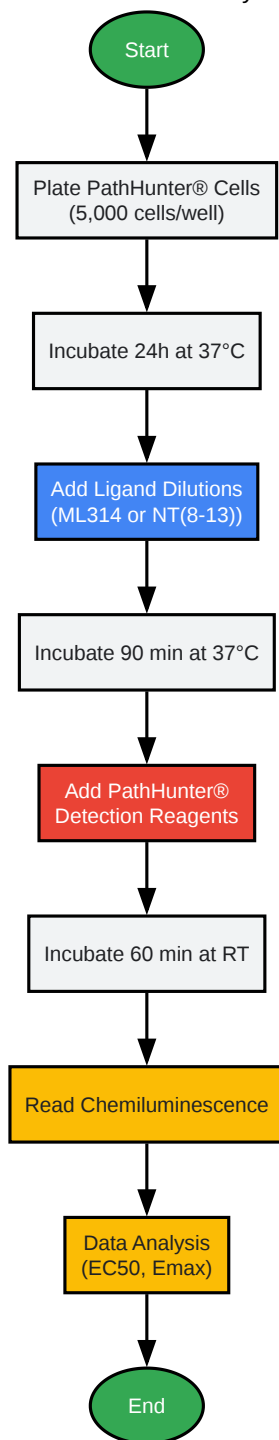 Start
Plate PathHunter® Cells
(5,000 cells/well)
Incubate 24h at 37°C
Add Ligand Dilutions
(ML314 or NT(8-13))
Incubate 90 min at 37°C
Add PathHunter®
Detection Reagents
Incubate 60 min at RT
Read Chemiluminescence
Data Analysis
(EC50, Emax)
End